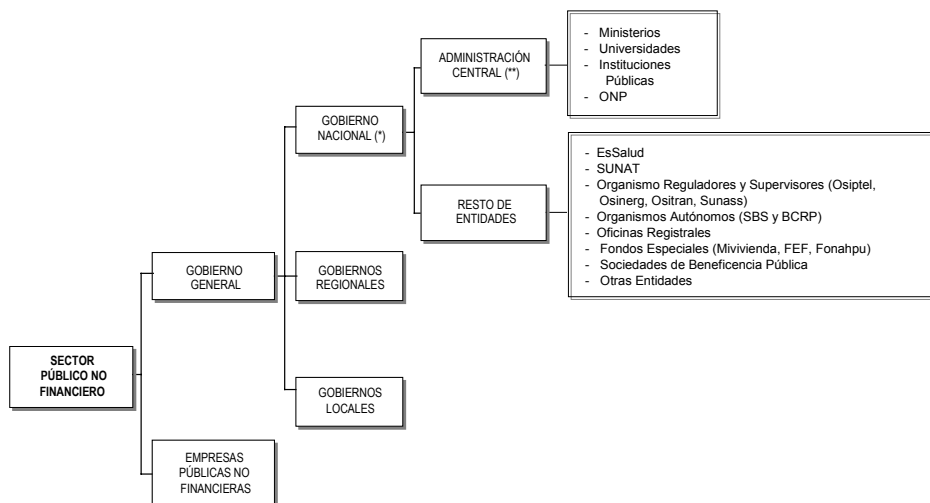 ADMINISTRACIÓN
CENTRAL (**)
- Ministerios
- Universidades
- Instituciones
Públicas
- ONP
GOBIERNO
NACIONAL (*)
RESTO DE
ENTIDADES
- EsSalud
- SUNAT
- Organismo Reguladores y Supervisores (Osiptel,
Osinerg, Ositran, Sunass)
- Organismos Autónomos (SBS y BCRP)
- Oficinas Registrales
- Fondos Especiales (Mivivienda, FEF, Fonahpu)
- Sociedades de Beneficencia Pública
- Otras Entidades
GOBIERNO
GENERAL
GOBIERNOS
REGIONALES
SECTOR
PÚBLICO NO
FINANCIERO
GOBIERNOS
LOCALES
EMPRESAS
PÚBLICAS NO
FINANCIERAS